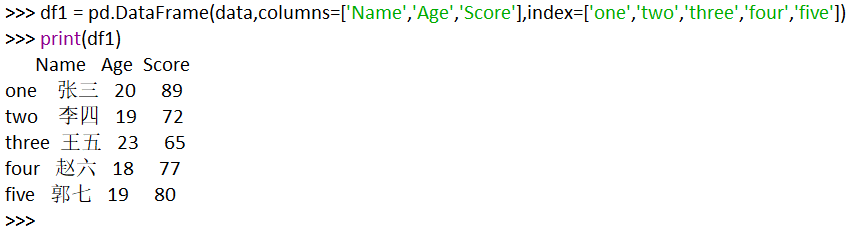 >>> df1 = pd.DataFrame(data,columns=['Name','Age','Score'],index=['one','two','three','four','five'])
>>> print(df1)
Name Age Score
one 张三 20 89
two 李四 19 72
three 王五 23 65
four 赵六 18 77
five 郭七 19 80
>>>